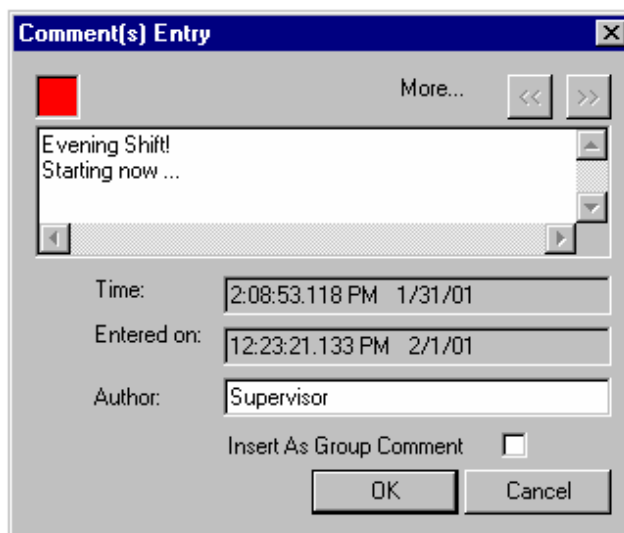 Comment(s) Entry
More... << >>
Evening Shift!
Starting now ...
Time: 2:08:53.118 PM 1/31/01
Entered on: 12:23:21.133 PM 2/1/01
Author: Supervisor
Insert As Group Comment
OK Cancel